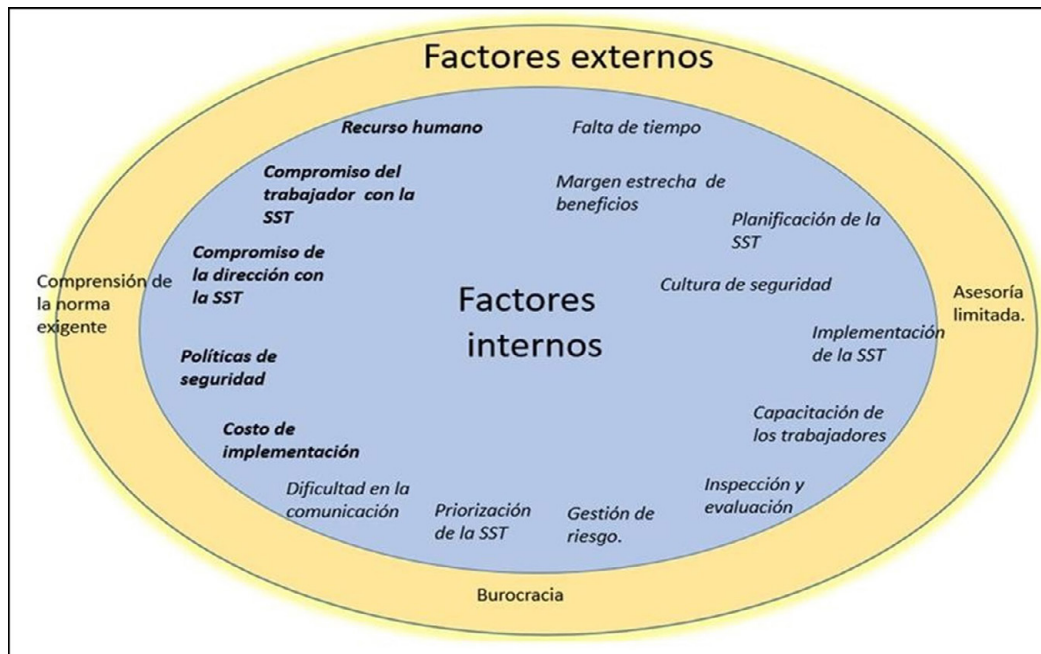 Factores externos
Recurso humano
Falta de tiempo
Compromiso del
trabajador con la
SST
Margen estrecha de
beneficios
Planificación de la
SST
Compromiso de
la dirección con
la SST
Cultura de seguridad
Comprensión de
la norma
exigente
Factores
internos
Asesoría
limitada.
Implementación
de la SST
Políticas de
seguridad
Capacitación de
los trabajadores
Costo de
implementación
Dificultad en la
comunicación
Priorización
de la SST
Gestión de
riesgo.
Inspección y
evaluación
Burocracia